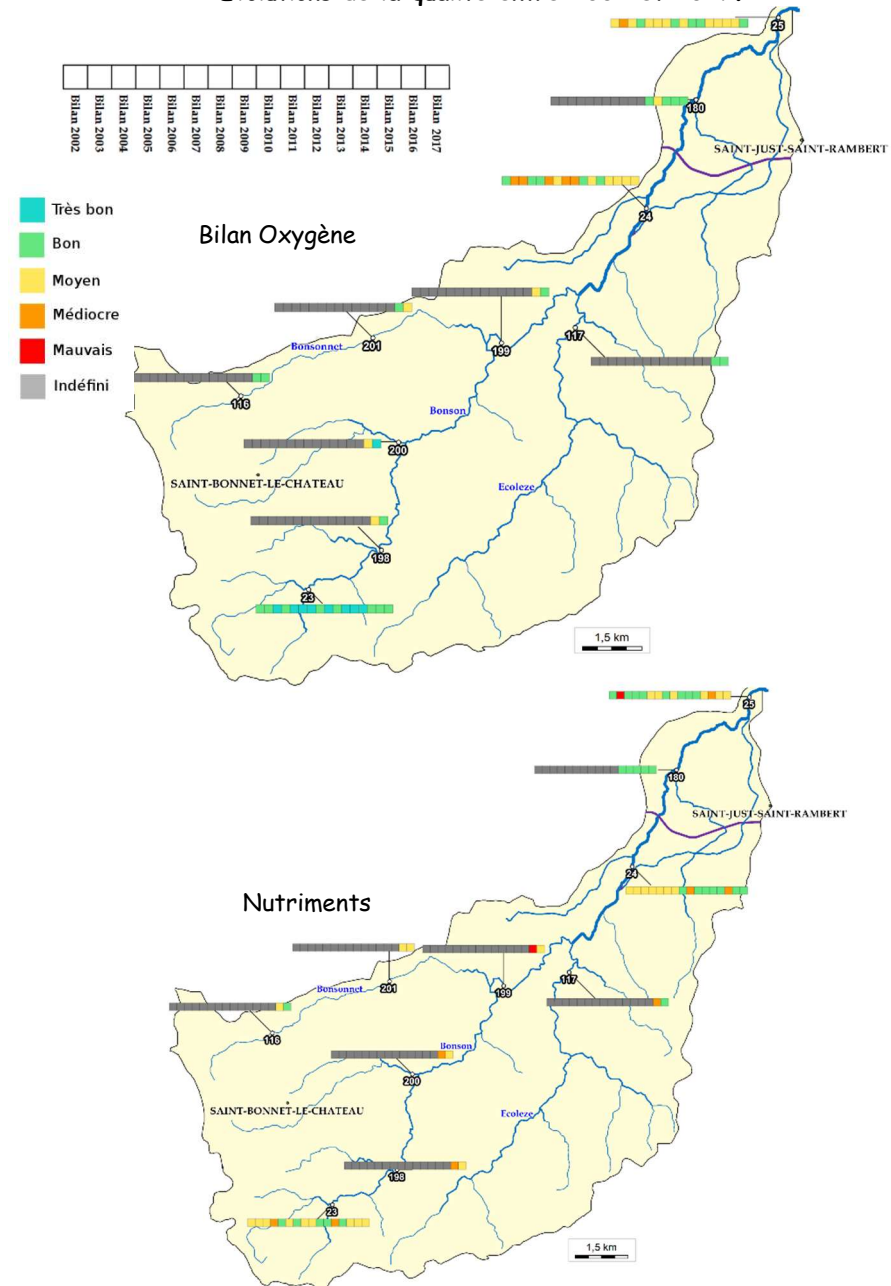 Bilan 2002
Bilan 2003
Bilan 2004
Bilan 2005
Bilan 2006
Bilan 2007
Bilan 2008
Bilan 2009
Bilan 2010
Bilan 2011
Bilan 2012
Bilan 2013
Bilan 2014
Bilan 2015
Bilan 2016
Bilan 2017
Très bon
Bon
Moyen
Médiocre
Mauvais
Indéfini
Bilan Oxygène
25
180
SAINT-JUST-SAINT-RAMBERT
24
117
199
201
Bonsonnet
116
Bonson
200
SAINT-BONNET-LE-CHATEAU
Ecoleze
198
23
1,5 km
Nutriments
25
180
SAINT-JUST-SAINT-RAMBERT
24
117
199
201
Bonsonnet
116
Bonson
200
SAINT-BONNET-LE-CHATEAU
Ecoleze
198
23
1,5 km